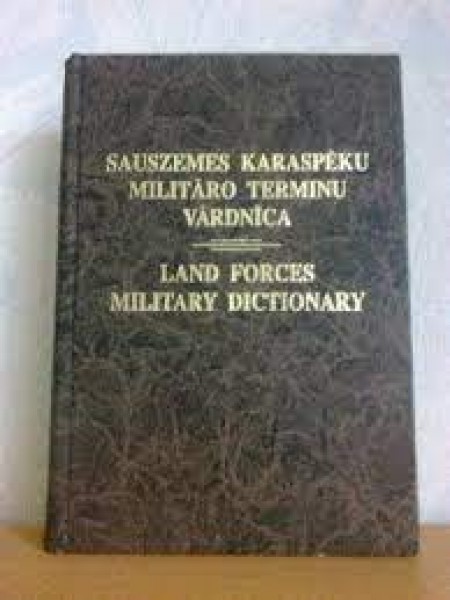 SAUSZEMES KARASPĒKU
MILITĀRO TERMINU
VĀRDNĪCA
LAND FORCES
MILITARY DICTIONARY